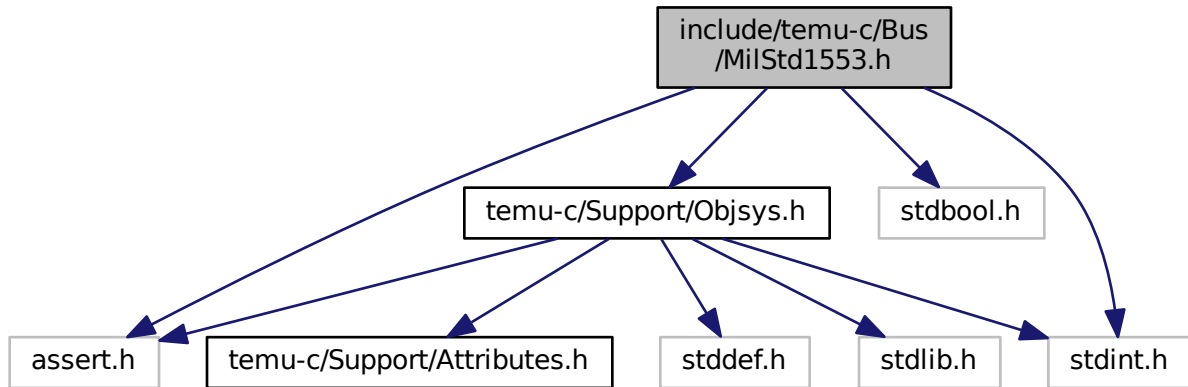 include/temu-c/Bus
/MilStd1553.h
temu-c/Support/Objsys.h
stdbool.h
assert.h
temu-c/Support/Attributes.h
stddef.h
stdlib.h
stdint.h